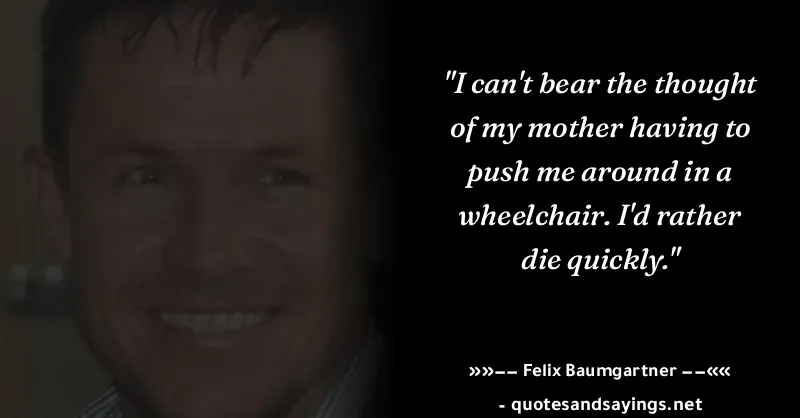 "I can't bear the thought
of my mother having to
push me around in a
wheelchair. I'd rather
die quickly."
»»−− Felix Baumgartner −−««
- quotesandsayings.net